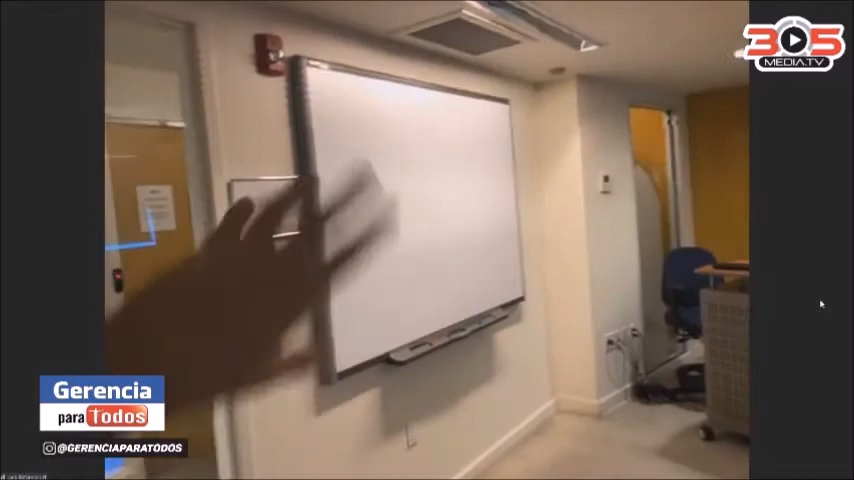 305
MEDIA.TV
Gerencia
para Todos
@GERENCIAPARATODOS